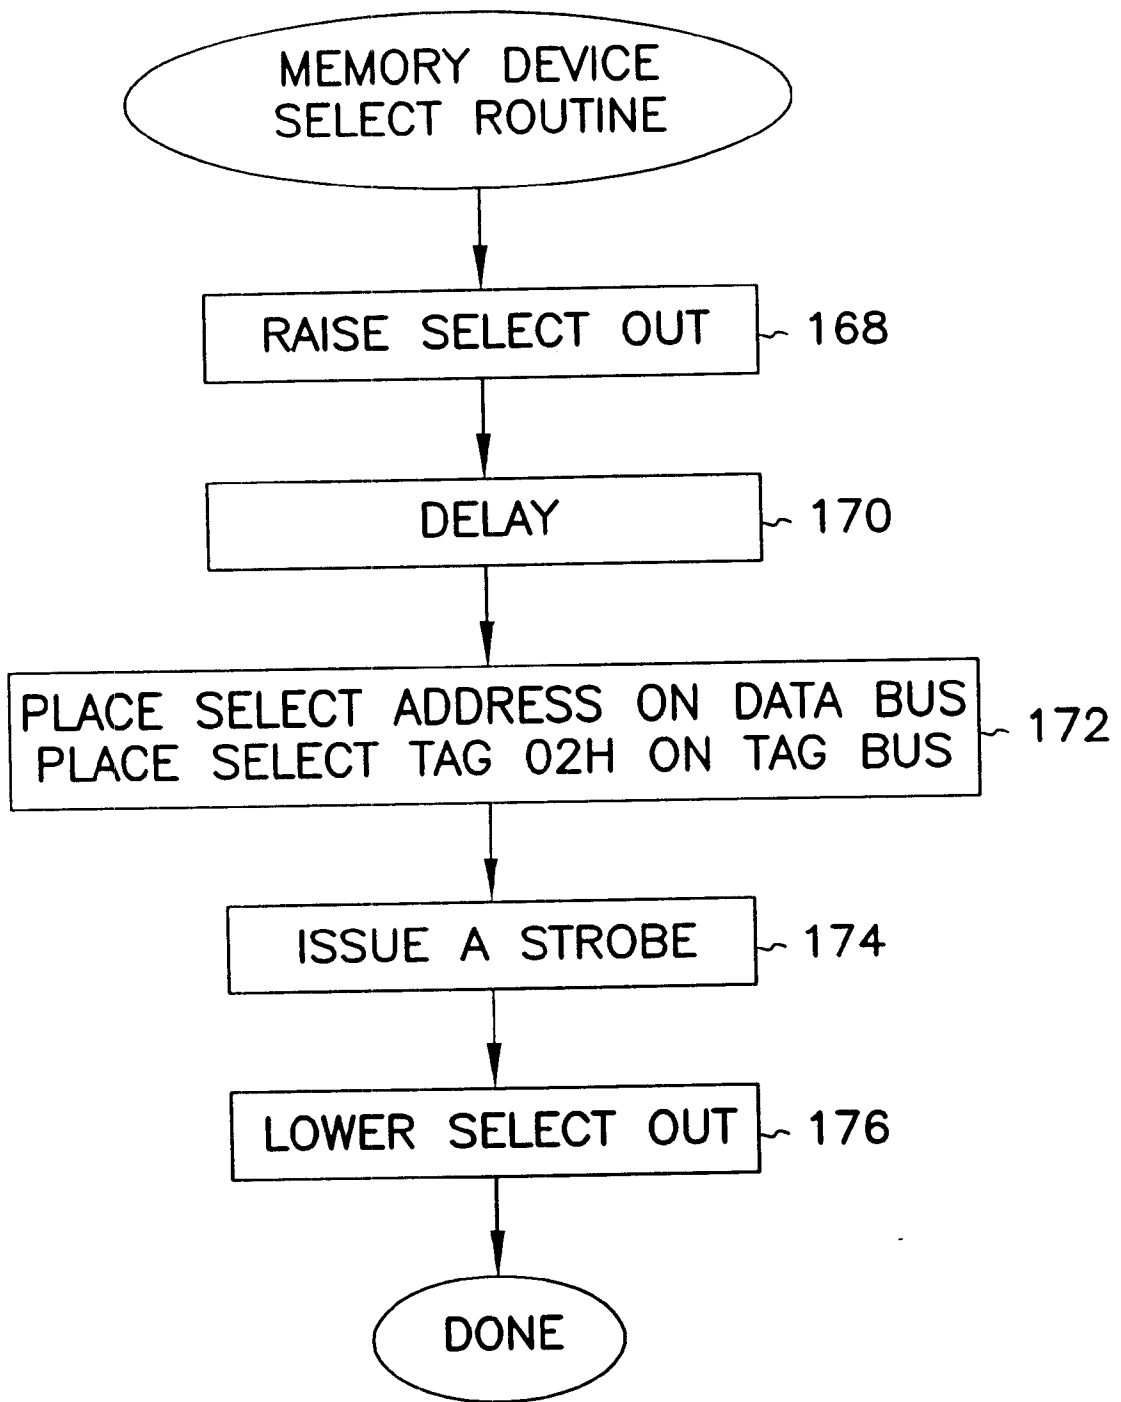 MEMORY DEVICE
SELECT ROUTINE
RAISE SELECT OUT
168
DELAY
170
PLACE SELECT ADDRESS ON DATA BUS
PLACE SELECT TAG 02H ON TAG BUS
172
ISSUE A STROBE
174
LOWER SELECT OUT
176
DONE